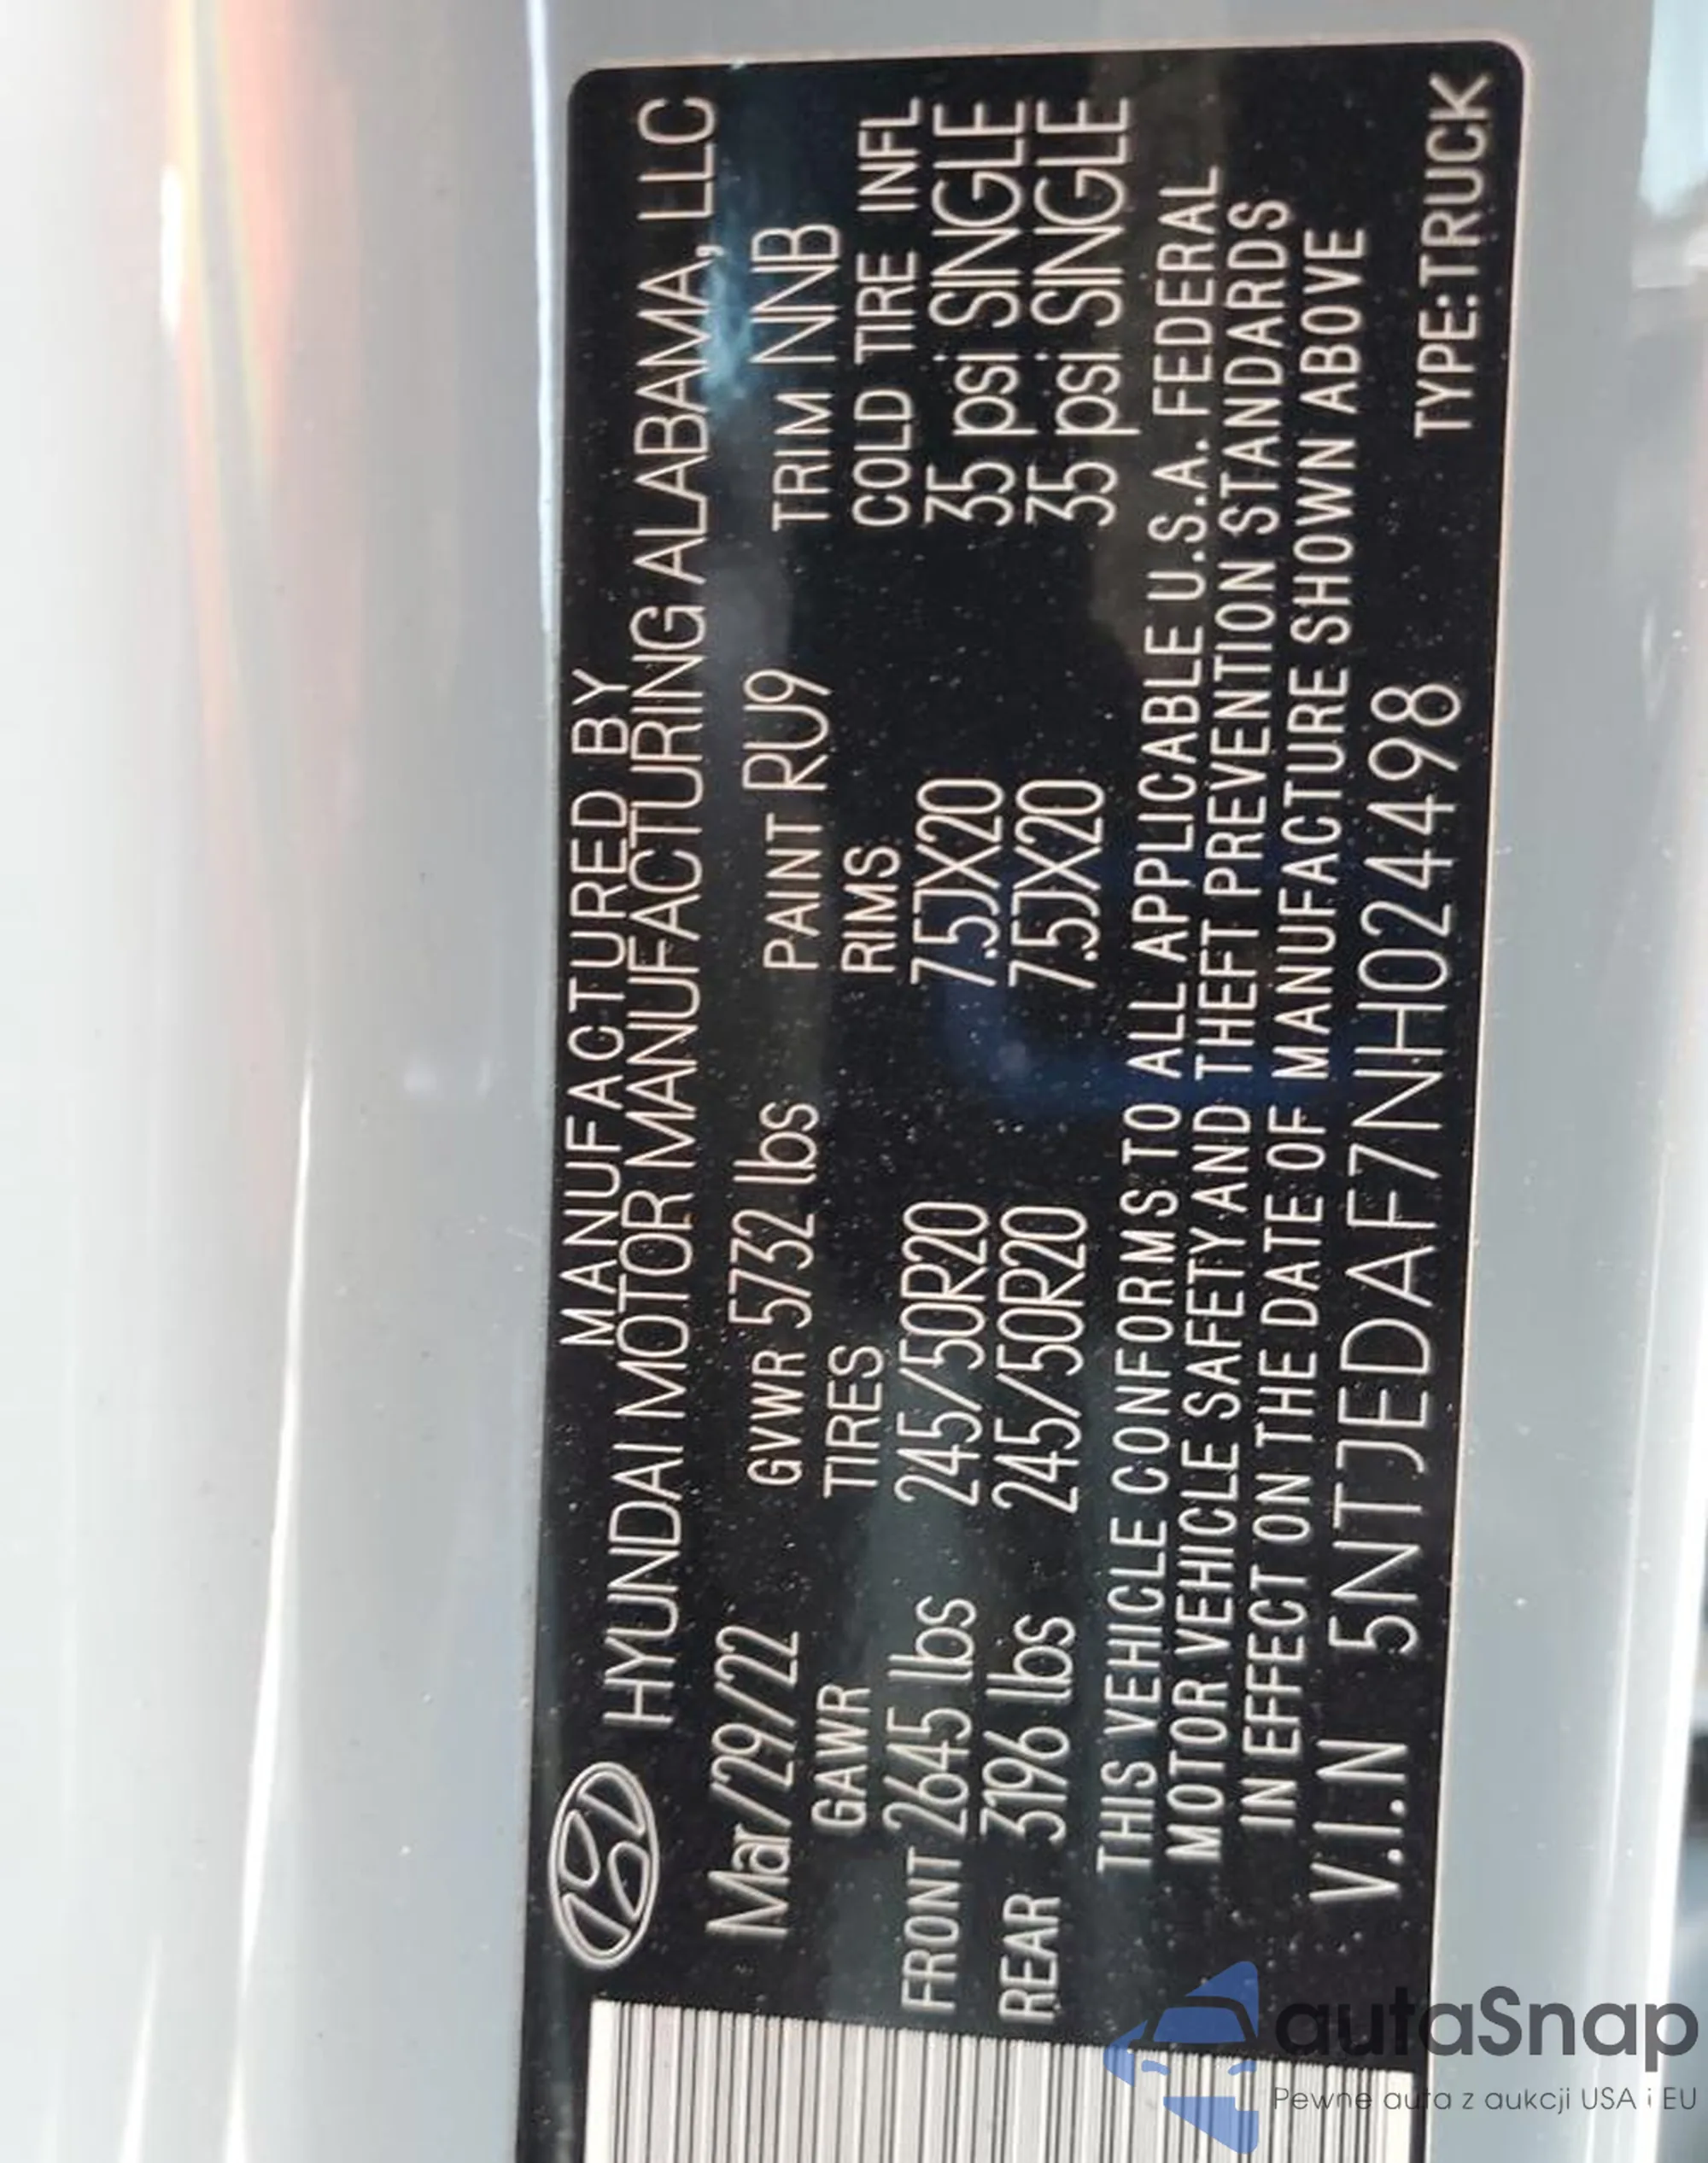 MANUFACTURED BY
HYUNDAI MOTOR MANUFACTURING ALABAMA, LLC
Mar/29/22 GVWR 5732 lbs PAINT RU9 TRIM NNB
GAWR TIRES RIMS COLD TIRE INFL
FRONT 2645 lbs 245/50R20 7.5JX20 35 psi SINGLE
REAR 3196 lbs 245/50R20 7.5JX20 35 psi SINGLE
THIS VEHICLE CONFORMS TO ALL APPLICABLE U.S.A. FEDERAL
MOTOR VEHICLE SAFETY AND THEFT PREVENTION STANDARDS
IN EFFECT ON THE DATE OF MANUFACTURE SHOWN ABOVE
V.I.N 5NTJEDAF7NH024498 TYPE:TRUCK
autaSnap
Pewne auta z aukcji USA i EU